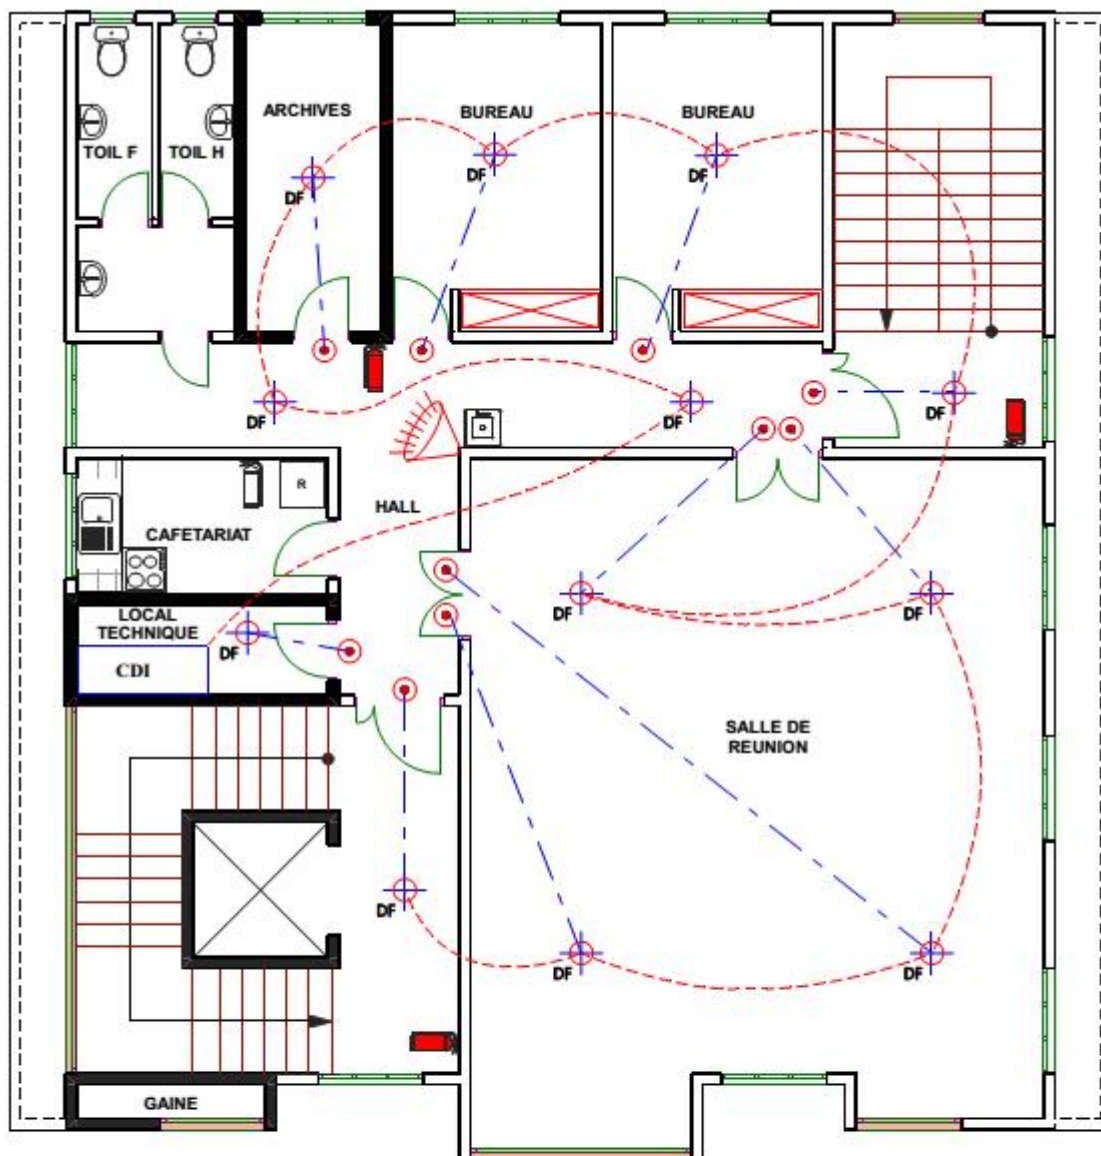 ARCHIVES
BUREAU
BUREAU
TOIL F
TOIL H
DF
DF
DF
DF
DF
DF
R
HALL
CAFETARIAT
LOCAL
TECHNIQUE
DF
CDI
DF
DF
SALLE DE
REUNION
DF
DF
DF
GAINE